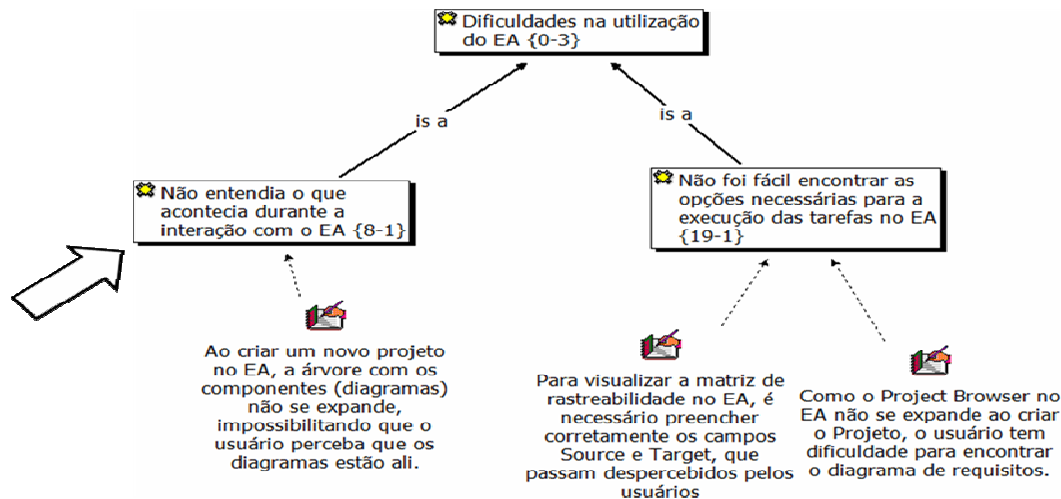 Dificuldades na utilização
do EA {0-3}
is a
is a
Não entendia o que
acontecia durante a
interação com o EA {8-1}
Não foi fácil encontrar as
opções necessárias para a
execução das tarefas no EA
{19-1}
Ao criar um novo projeto
no EA, a árvore com os
componentes (diagramas)
não se expande,
impossibilitando que o
usuário perceba que os
diagramas estão ali.
Para visualizar a matriz de
rastreabilidade no EA, é
necessário preencher
corretamente os campos
Source e Target, que
passam despercebidos pelos
usuários
Como o Project Browser no
EA não se expande ao criar
o Projeto, o usuário tem
dificuldade para encontrar
o diagrama de requisitos.